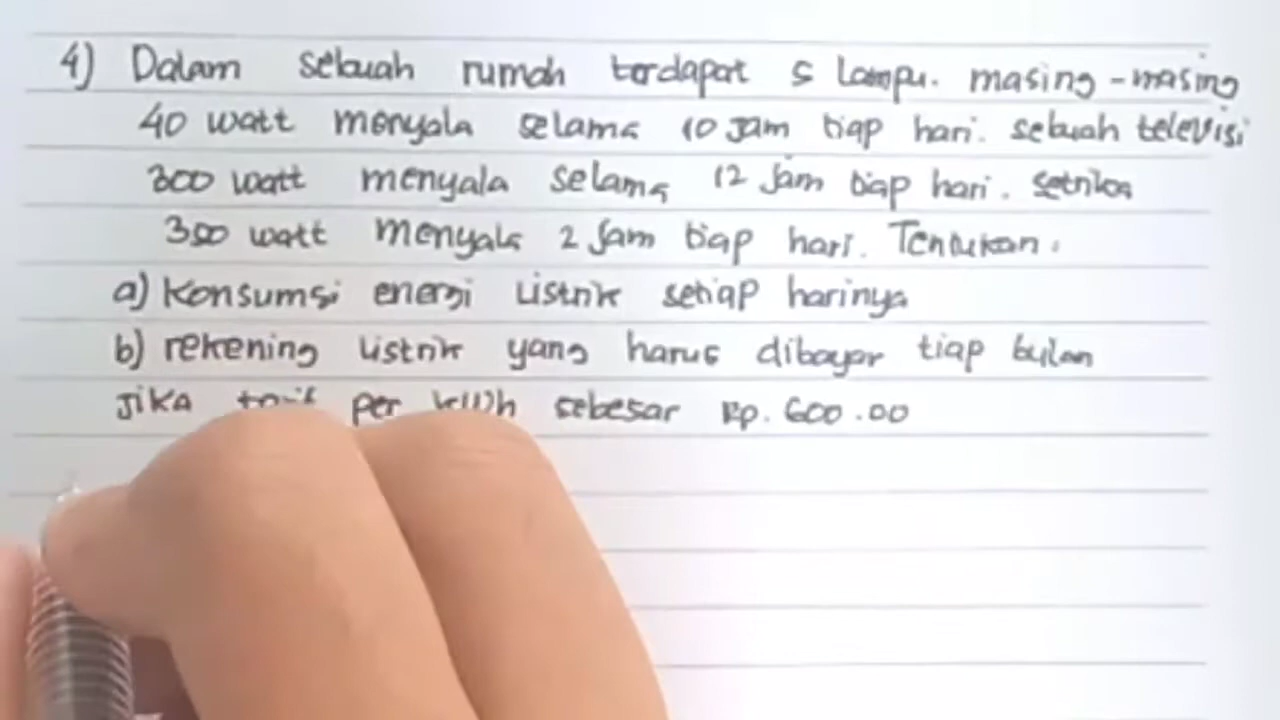 4) Dalam sebuah rumah terdapat 5 lampu. masing-masing
40 watt menyala selama 10 jam tiap hari. sebuah televisi
300 watt menyala selama 12 jam tiap hari. Setrika
350 watt menyala 2 jam tiap hari. Tentukan.
a) Konsumsi energi listrik setiap harinya
b) rekening listrik yang harus dibayar tiap bulan
Jika tarif per kWh sebesar Rp. 600.00